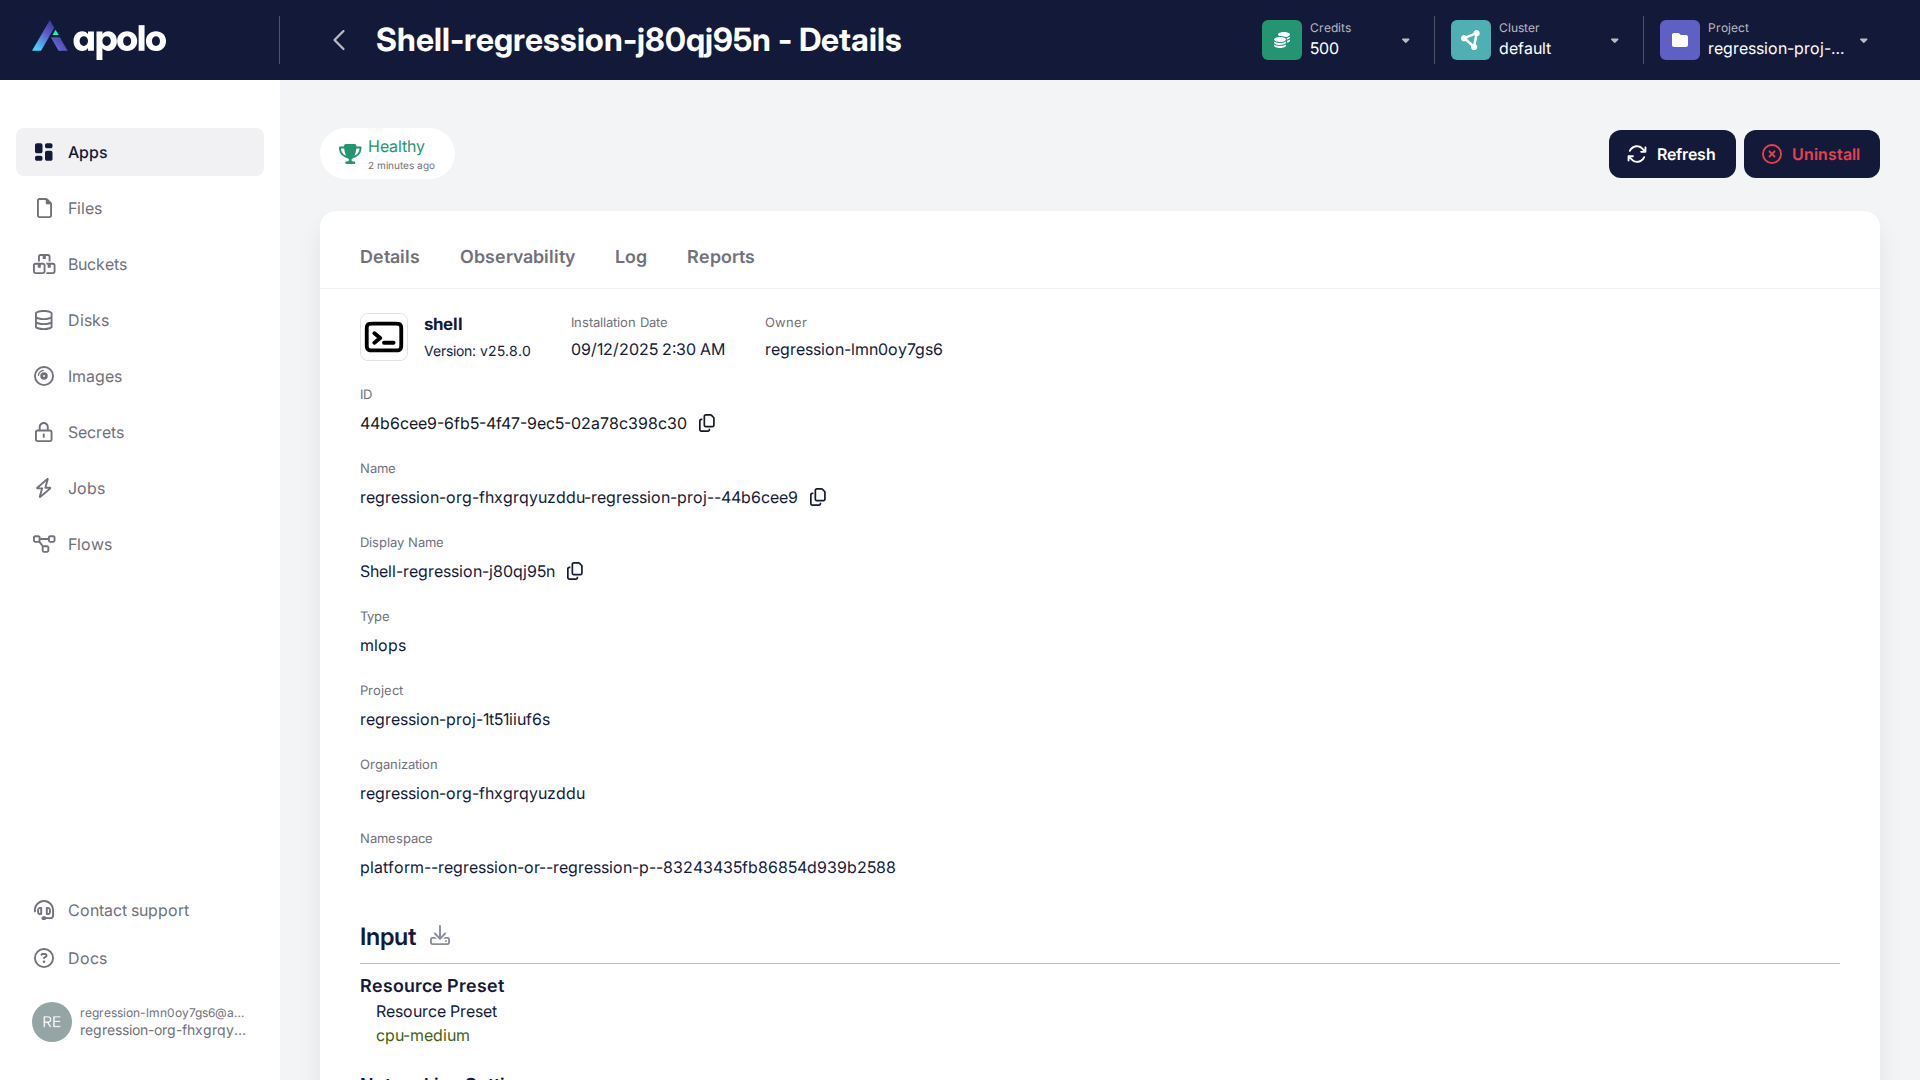 apolo
Shell-regression-j80qj95n - Details
Credits
500
Cluster
default
Project
regression-proj-...
Apps
Files
Buckets
Disks
Images
Secrets
Jobs
Flows
Contact support
Docs
RE
regression-lmn0oy7gs6@a...
regression-org-fhxgrqy...
Healthy
2 minutes ago
Refresh
Uninstall
Details
Observability
Log
Reports
shell
Version: v25.8.0
Installation Date
09/12/2025 2:30 AM
Owner
regression-lmn0oy7gs6
ID
44b6cee9-6fb5-4f47-9ec5-02a78c398c30
Name
regression-org-fhxgrqyuzddu-regression-proj--44b6cee9
Display Name
Shell-regression-j80qj95n
Type
mlops
Project
regression-proj-1t51iiuf6s
Organization
regression-org-fhxgrqyuzddu
Namespace
platform--regression-or--regression-p--83243435fb86854d939b2588
Input
Resource Preset
Resource Preset
cpu-medium